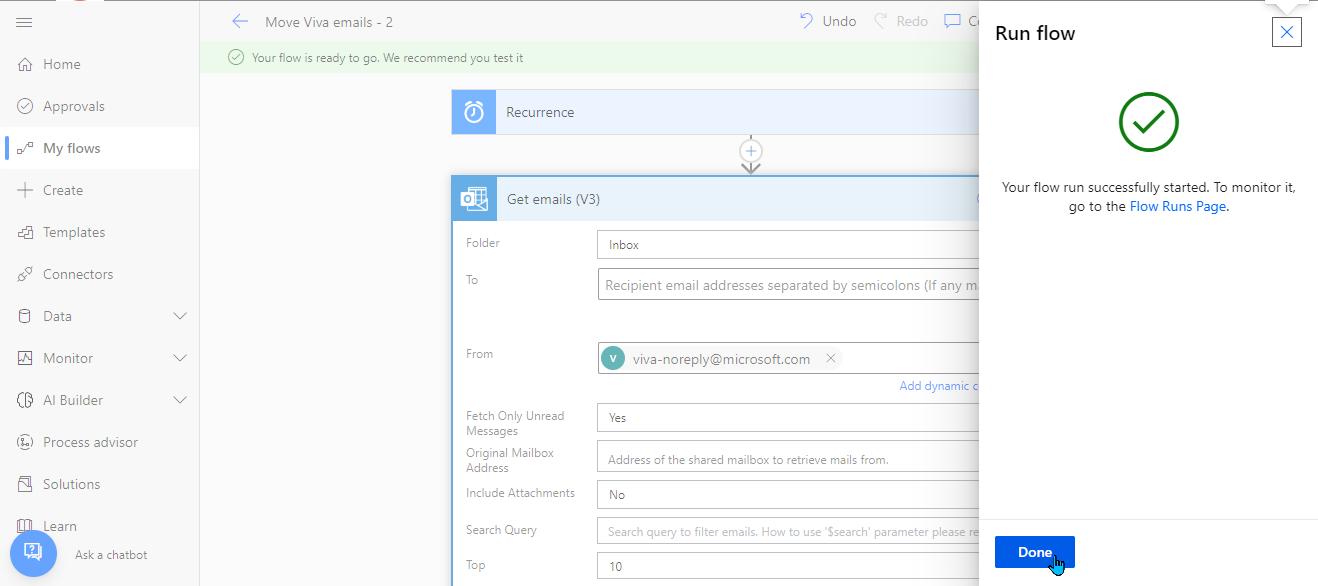 Move Viva emails - 2
Undo
Redo
Your flow is ready to go. We recommend you test it
Home
Approvals
My flows
Create
Templates
Connectors
Data
Monitor
AI Builder
Process advisor
Solutions
Learn
Ask a chatbot
Recurrence
Get emails (V3)
Folder
Inbox
To
Recipient email addresses separated by semicolons (If any
From
V
viva-noreply@microsoft.com
Add dynamic
Fetch Only Unread
Messages
Yes
Original Mailbox
Address
Address of the shared mailbox to retrieve mails from.
Include Attachments
No
Search Query
Search query to filter emails. How to use '$search' parameter please
Top
10
Run flow
Your flow run successfully started. To monitor it,
go to the Flow Runs Page.
Done